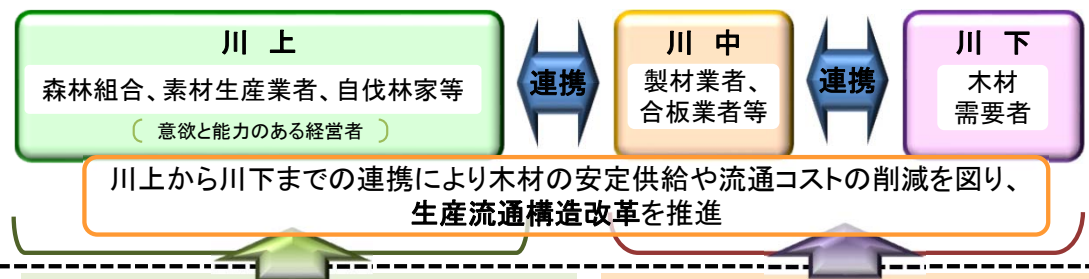 川 上
森林組合、素材生産業者、自伐林家等
( 意欲と能力のある経営者 )
連携
川 中
製材業者、
合板業者等
連携
川 下
木材
需要者
川上から川下までの連携により木材の安定供給や流通コストの削減を図り、
生産流通構造改革を推進